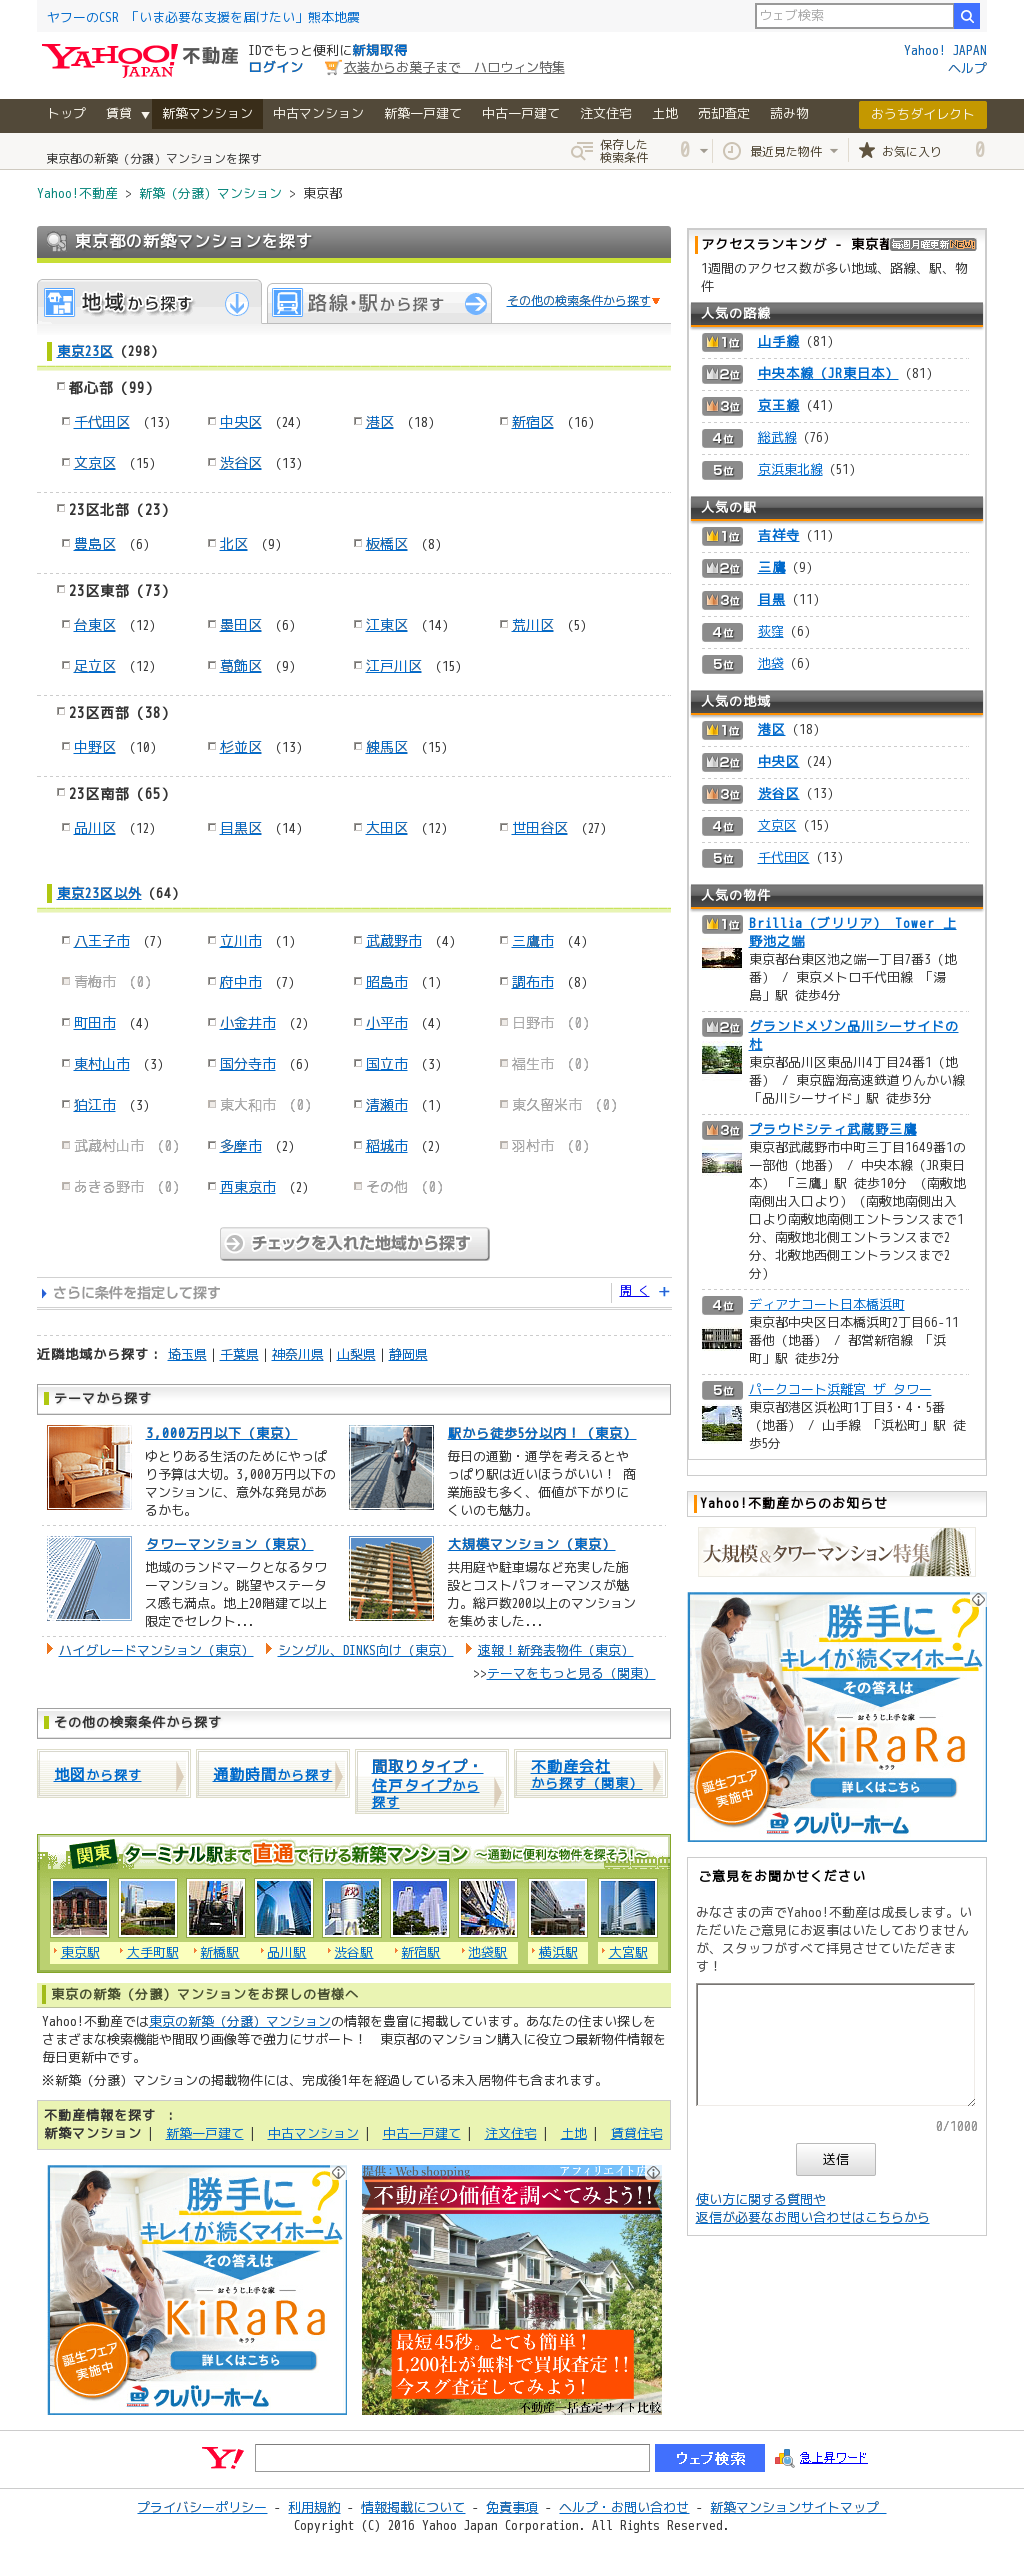 ヤフーのCSR 「いま必要な支援を届けたい」熊本地震
ウェブ検索
YAHOO! JAPAN 不動産
IDでもっと便利に新規取得
ログイン 衣装からお菓子まで ハロウィン特集
Yahoo! JAPAN
ヘルプ
トップ 賃貸 ▼ 新築マンション 中古マンション 新築一戸建て 中古一戸建て 注文住宅 土地 売却査定 読み物 おうちダイレクト
東京都の新築(分譲)マンションを探す
保存した検索条件 0 最近見た物件 お気に入り 0
Yahoo!不動産 > 新築(分譲)マンション > 東京都
東京都の新築マンションを探す
地域から探す 路線・駅から探す その他の検索条件から探す
東京23区(298)
都心部(99)
千代田区 (13) 中央区 (24) 港区 (18) 新宿区 (16)
文京区 (15) 渋谷区 (13)
23区北部(23)
豊島区 (6) 北区 (9) 板橋区 (8)
23区東部(73)
台東区 (12) 墨田区 (6) 江東区 (14) 荒川区 (5)
足立区 (12) 葛飾区 (9) 江戸川区 (15)
23区西部(38)
中野区 (10) 杉並区 (13) 練馬区 (15)
23区南部(65)
品川区 (12) 目黒区 (14) 大田区 (12) 世田谷区 (27)
東京23区以外(64)
八王子市 (7) 立川市 (1) 武蔵野市 (4) 三鷹市 (4)
青梅市 (0) 府中市 (7) 昭島市 (1) 調布市 (8)
町田市 (4) 小金井市 (2) 小平市 (4) 日野市 (0)
東村山市 (3) 国分寺市 (6) 国立市 (3) 福生市 (0)
狛江市 (3) 東大和市 (0) 清瀬市 (1) 東久留米市 (0)
武蔵村山市 (0) 多摩市 (2) 稲城市 (2) 羽村市 (0)
あきる野市 (0) 西東京市 (2) その他 (0)
チェックを入れた地域から探す
さらに条件を指定して探す 開く +
近隣地域から探す: 埼玉県 | 千葉県 | 神奈川県 | 山梨県 | 静岡県
テーマから探す
3,000万円以下(東京)
ゆとりある生活のためにやっぱ
り予算は大切。3,000万円以下の
マンションに、意外な発見があ
るかも。
駅から徒歩5分以内!(東京)
毎日の通勤・通学を考えるとや
っぱり駅は近いほうがいい! 商
業施設も多く、価値が下がりに
くいのも魅力。
タワーマンション(東京)
地域のランドマークとなるタワ
ーマンション。眺望やステータ
ス感も満点。地上20階建て以上
限定でセレクト...
大規模マンション(東京)
共用庭や駐車場など充実した施
設とコストパフォーマンスが魅
力。総戸数200以上のマンション
を集めました...
ハイグレードマンション(東京) シングル、DINKS向け(東京) 速報!新発表物件(東京)
>>テーマをもっと見る(関東)
その他の検索条件から探す
地図から探す
通勤時間から探す
間取りタイプ・
住戸タイプから
探す
不動産会社
から探す(関東)
関東 ターミナル駅まで直通で行ける新築マンション ～通勤に便利な物件を探そう!～
東京駅 大手町駅 新橋駅 品川駅 渋谷駅 新宿駅 池袋駅 横浜駅 大宮駅
東京の新築(分譲)マンションをお探しの皆様へ
Yahoo!不動産では東京の新築(分譲)マンションの情報を豊富に掲載しています。あなたの住まい探しを
さまざまな検索機能や間取り画像等で強力にサポート! 東京都のマンション購入に役立つ最新物件情報を
毎日更新中です。
※新築(分譲)マンションの掲載物件には、完成後1年を経過している未入居物件も含まれます。
不動産情報を探す :
新築マンション | 新築一戸建て | 中古マンション | 中古一戸建て | 注文住宅 | 土地 | 賃貸住宅
勝手に?
キレイが続くマイホーム
その答えは
おそうじ上手な家
KiRaRa
キララ
誕生フェア実施中
詳しくはこちら
クレバリーホーム
提供:Web shopping アフィリエイト広
不動産の価値を調べてみよう!!
最短45秒。とても簡単!
1,200社が無料で買取査定!!
今スグ査定してみよう!
不動産一括査定サイト比較
アクセスランキング - 東京都 毎週月曜更新NEW!
1週間のアクセス数が多い地域、路線、駅、物
件
人気の路線
1位 山手線 (81)
2位 中央本線(JR東日本) (81)
3位 京王線 (41)
4位 総武線 (76)
5位 京浜東北線 (51)
人気の駅
1位 吉祥寺 (11)
2位 三鷹 (9)
3位 目黒 (11)
4位 荻窪 (6)
5位 池袋 (6)
人気の地域
1位 港区 (18)
2位 中央区 (24)
3位 渋谷区 (13)
4位 文京区 (15)
5位 千代田区 (13)
人気の物件
1位 Brillia(ブリリア) Tower 上
野池之端
東京都台東区池之端一丁目7番3(地
番) / 東京メトロ千代田線 「湯
島」駅 徒歩4分
2位 グランドメゾン品川シーサイドの
杜
東京都品川区東品川4丁目24番1(地
番) / 東京臨海高速鉄道りんかい線
「品川シーサイド」駅 徒歩3分
3位 プラウドシティ武蔵野三鷹
東京都武蔵野市中町三丁目1649番1の
一部他(地番) / 中央本線(JR東日
本) 「三鷹」駅 徒歩10分 (南敷地
南側出入口より)(南敷地南側出入
口より南敷地南側エントランスまで1
分、南敷地北側エントランスまで2
分、北敷地西側エントランスまで2
分)
4位 ディアナコート日本橋浜町
東京都中央区日本橋浜町2丁目66-11
番他(地番) / 都営新宿線 「浜
町」駅 徒歩2分
5位 パークコート浜離宮 ザ タワー
東京都港区浜松町1丁目3・4・5番
(地番) / 山手線 「浜松町」駅 徒
歩5分
Yahoo!不動産からのお知らせ
大規模&タワーマンション特集
勝手に?
キレイが続くマイホーム
その答えは
おそうじ上手な家
KiRaRa
キララ
誕生フェア実施中
詳しくはこちら
クレバリーホーム
ご意見をお聞かせください
みなさまの声でYahoo!不動産は成長します。い
ただいたご意見にお返事はいたしておりません
が、スタッフがすべて拝見させていただきま
す!
0/1000
送信
使い方に関する質問や
返信が必要なお問い合わせはこちらから
Y! ウェブ検索 急上昇ワード
プライバシーポリシー - 利用規約 - 情報掲載について - 免責事項 - ヘルプ・お問い合わせ - 新築マンションサイトマップ
Copyright (C) 2016 Yahoo Japan Corporation. All Rights Reserved.